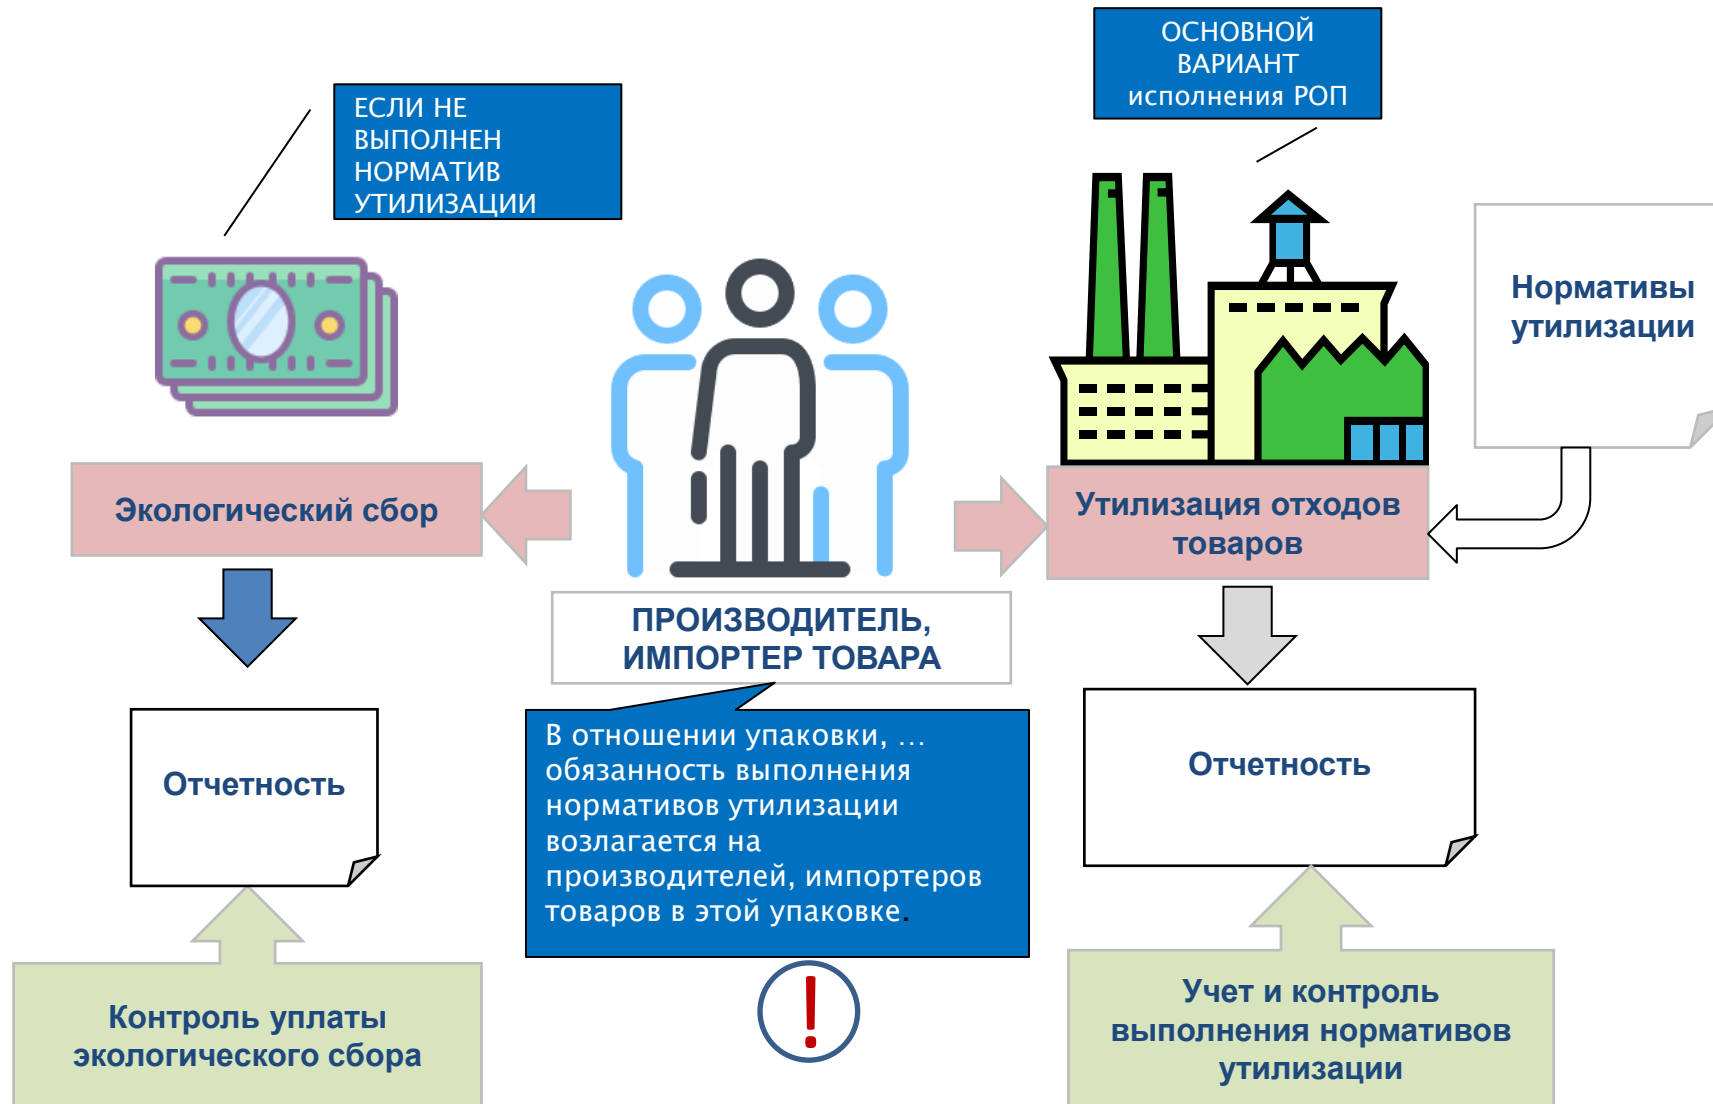 ОСНОВНОЙ
ВАРИАНТ
исполнения РОП
ЕСЛИ НЕ
ВЫПОЛНЕН
НОРМАТИВ
УТИЛИЗАЦИИ
Нормативы
утилизации
Экологический сбор
Утилизация отходов
товаров
ПРОИЗВОДИТЕЛЬ,
ИМПОРТЕР ТОВАРА
Отчетность
В отношении упаковки, ...
обязанность выполнения
нормативов утилизации
возлагается на
производителей, импортеров
товаров в этой упаковке.
Отчетность
!
Контроль уплаты
экологического сбора
Учет и контроль
выполнения нормативов
утилизации